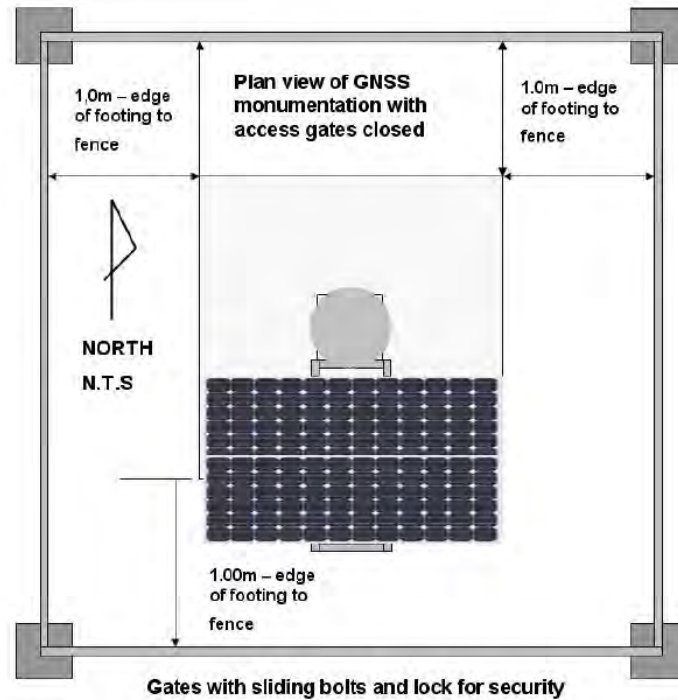 Plan view of GNSS
monumentation with
access gates closed
1,0m – edge
of footing to
fence
1.0m – edge
of footing to
fence
NORTH
N.T.S
1.00m – edge
of footing to
fence
Gates with sliding bolts and lock for security